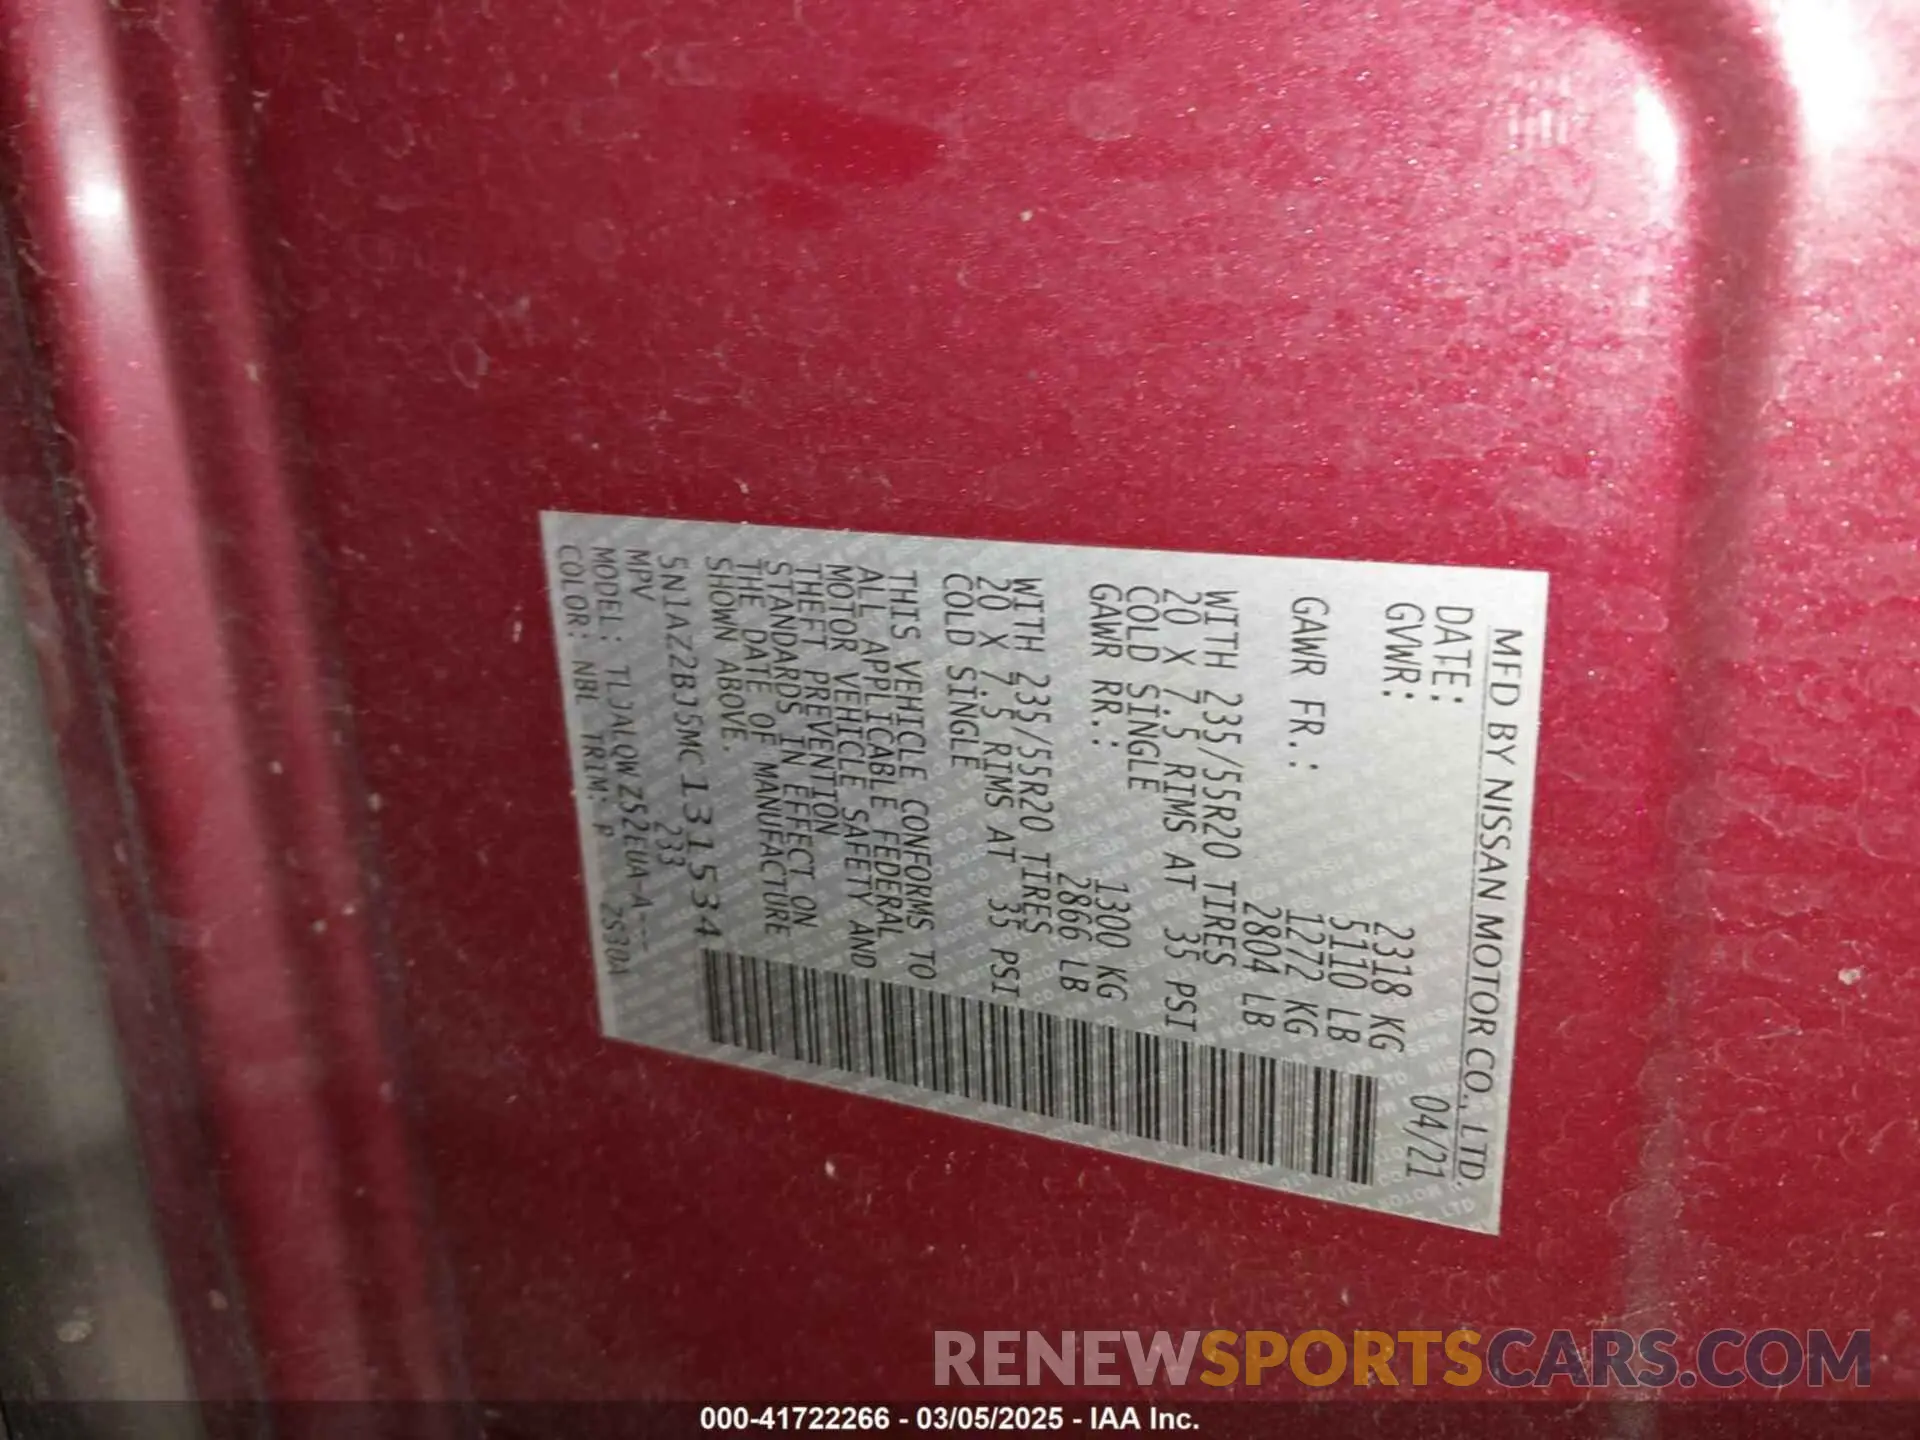 MFD BY NISSAN MOTOR CO., LTD.
DATE: 04/21
GVWR: 2318 KG
5110 LB
GAWR FR.: 1272 KG
2804 LB
WITH 235/55R20 TIRES
20 X 7.5 RIMS AT 35 PSI
COLD SINGLE
GAWR RR.: 1300 KG
2866 LB
WITH 235/55R20 TIRES
20 X 7.5 RIMS AT 35 PSI
COLD SINGLE
THIS VEHICLE CONFORMS TO
ALL APPLICABLE FEDERAL
MOTOR VEHICLE SAFETY AND
THEFT PREVENTION
STANDARDS IN EFFECT ON
THE DATE OF MANUFACTURE
SHOWN ABOVE.
5N1AZ2BJ5MC131534
MPV 233
MODEL: TLJALQWZS2EUA-A---
COLOR: NBL TRIM: P ZS30A
RENEWSPORTSCARS.COM
000-41722266 - 03/05/2025 - IAA Inc.